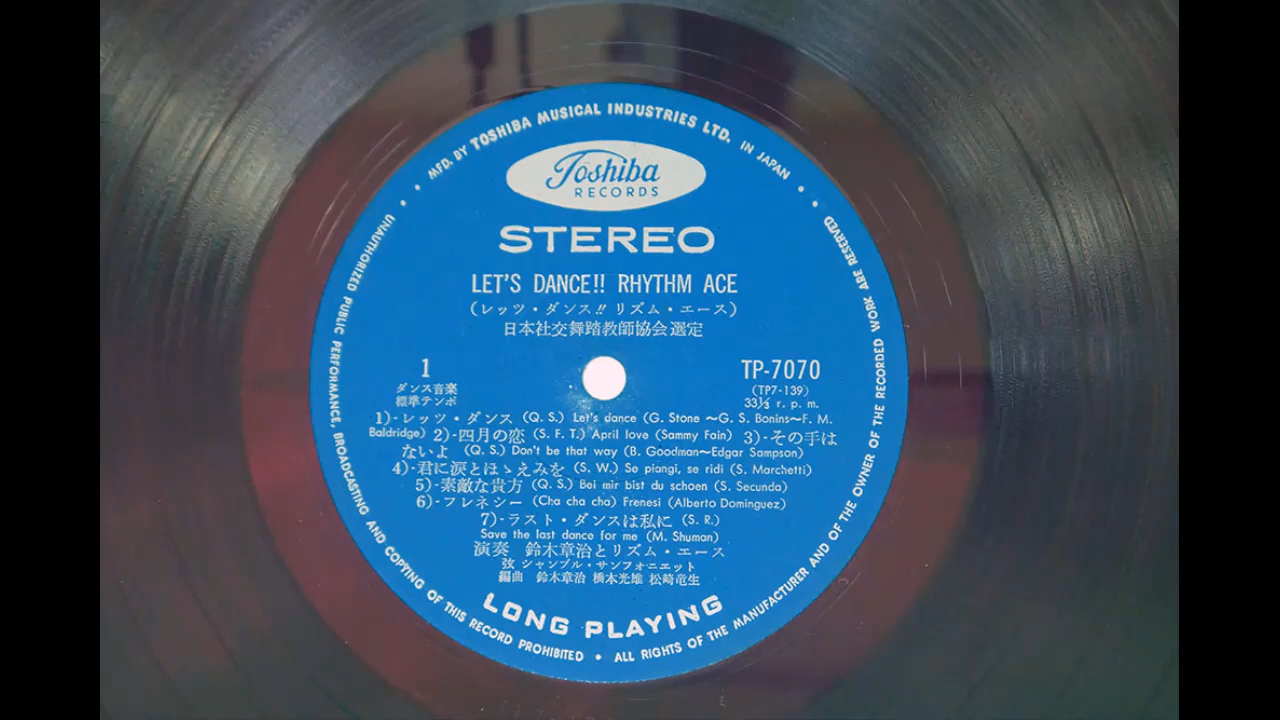 • MFD. BY TOSHIBA MUSICAL INDUSTRIES LTD. IN JAPAN •
Toshiba
RECORDS
STEREO
LET'S DANCE!! RHYTHM ACE
(レッツ・ダンス!! リズム・エース)
日本社交舞踏教師協会選定
1
ダンス音楽
標準テンポ
TP-7070
(TP7-139)
33⅓ r. p. m.
1)-レッツ・ダンス (Q. S.) Let's dance (G. Stone ~G. S. Bonins~F. M.
Baldridge) 2)-四月の恋 (S. F. T.) April love (Sammy Fain) 3)-その手は
ないよ (Q. S.) Don't be that way (B. Goodman~Edgar Sampson)
4)-君に涙とほゝえみを (S. W.) Se piangi, se ridi (S. Marchetti)
5)-素敵な貴方 (Q. S.) Bei mir bist du schoen (S. Secunda)
6)-フレネシー (Cha cha cha) Frenesi (Alberto Dominguez)
7)-ラスト・ダンスは私に (S. R.)
Save the last dance for me (M. Shuman)
演奏 鈴木章治とリズム・エース
弦 シャンブル・サンフォニエット
編曲 鈴木章治 橋本光雄 松崎竜生
LONG PLAYING
• UNAUTHORIZED PUBLIC PERFORMANCE, BROADCASTING AND COPYING OF THIS RECORD PROHIBITED • ALL RIGHTS OF THE MANUFACTURER AND OF THE OWNER OF THE RECORDED WORK ARE RESERVED •